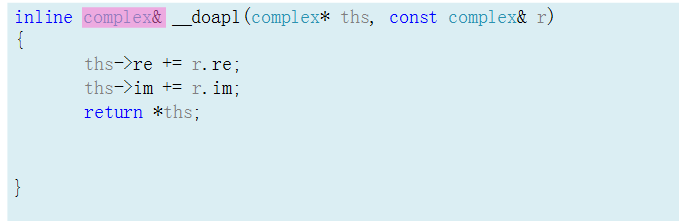 inline complex& __doapl(complex* ths, const complex& r)
{
ths->re += r.re;
ths->im += r.im;
return *ths;
}